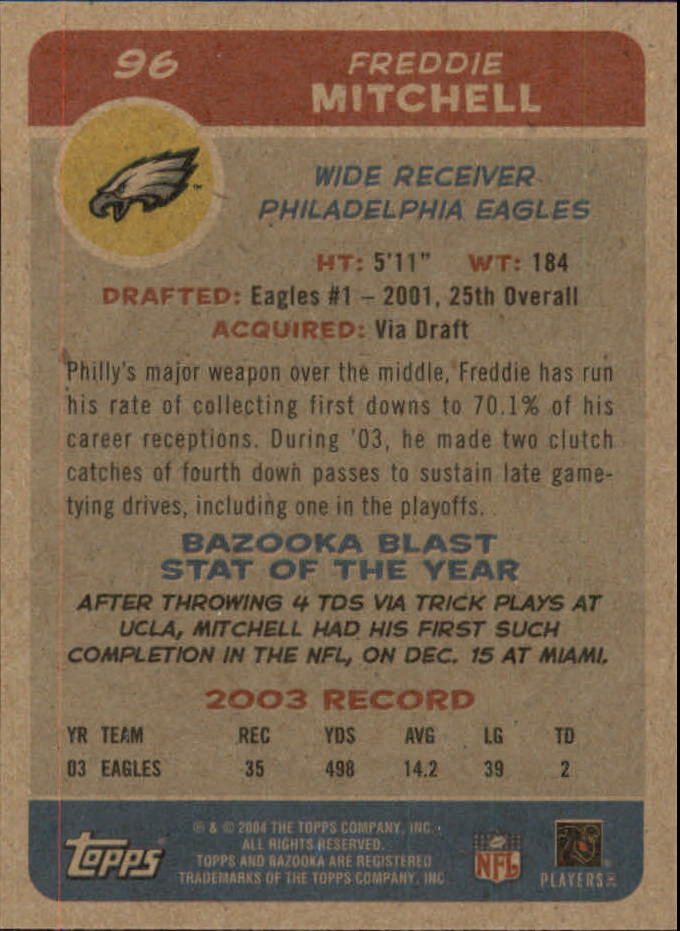 96
FREDDIE
MITCHELL
TM
WIDE RECEIVER
PHILADELPHIA EAGLES
HT: 5'11" WT: 184
DRAFTED: Eagles #1 – 2001, 25th Overall
ACQUIRED: Via Draft
Philly's major weapon over the middle, Freddie has run
his rate of collecting first downs to 70.1% of his
career receptions. During '03, he made two clutch
catches of fourth down passes to sustain late game-
tying drives, including one in the playoffs.
BAZOOKA BLAST
STAT OF THE YEAR
AFTER THROWING 4 TDS VIA TRICK PLAYS AT
UCLA, MITCHELL HAD HIS FIRST SUCH
COMPLETION IN THE NFL, ON DEC. 15 AT MIAMI.
2003 RECORD
YR TEAM REC YDS AVG LG TD
03 EAGLES 35 498 14.2 39 2
topps
® & © 2004 THE TOPPS COMPANY, INC.
ALL RIGHTS RESERVED.
TOPPS AND BAZOOKA ARE REGISTERED
TRADEMARKS OF THE TOPPS COMPANY, INC
NFL
PLAYERS